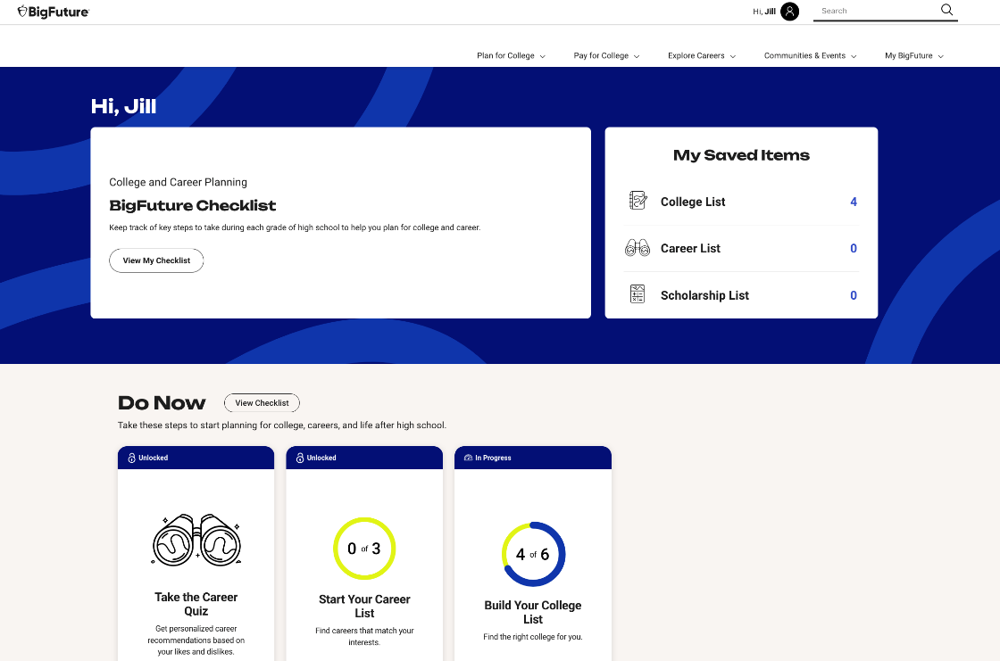 BigFuture
Hi, Jill
Search
Plan for College
Pay for College
Explore Careers
Communities & Events
My BigFuture
Hi, Jill
College and Career Planning
BigFuture Checklist
Keep track of key steps to take during each grade of high school to help you plan for college and career.
View My Checklist
My Saved Items
College List 4
Career List 0
Scholarship List 0
Do Now
View Checklist
Take these steps to start planning for college, careers, and life after high school.
Unlocked
Take the Career
Quiz
Get personalized career
recommendations based on
your likes and dislikes.
Unlocked
0 of 3
Start Your Career
List
Find careers that match your
interests.
In Progress
4 of 6
Build Your College
List
Find the right college for you.